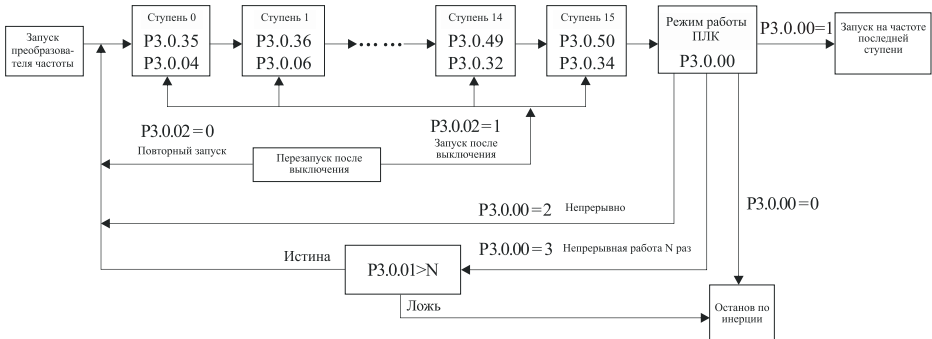 Запуск
преобразова-
теля частоты
Ступень 0
P3.0.35
P3.0.04
Ступень 1
P3.0.36
P3.0.06
Ступень 14
P3.0.49
P3.0.32
Ступень 15
P3.0.50
P3.0.34
Режим работы
ПЛК
P3.0.00
P3.0.00=1
Запуск на частоте
последней
ступени
P3.0.02=0
Повторный запуск
Перезапуск после
выключения
P3.0.02=1
Запуск после
выключения
P3.0.00=2 Непрерывно
P3.0.00=0
P3.0.00=3 Непрерывная работа N раз
Истина
P3.0.01>N
Ложь
Останов по
инерции